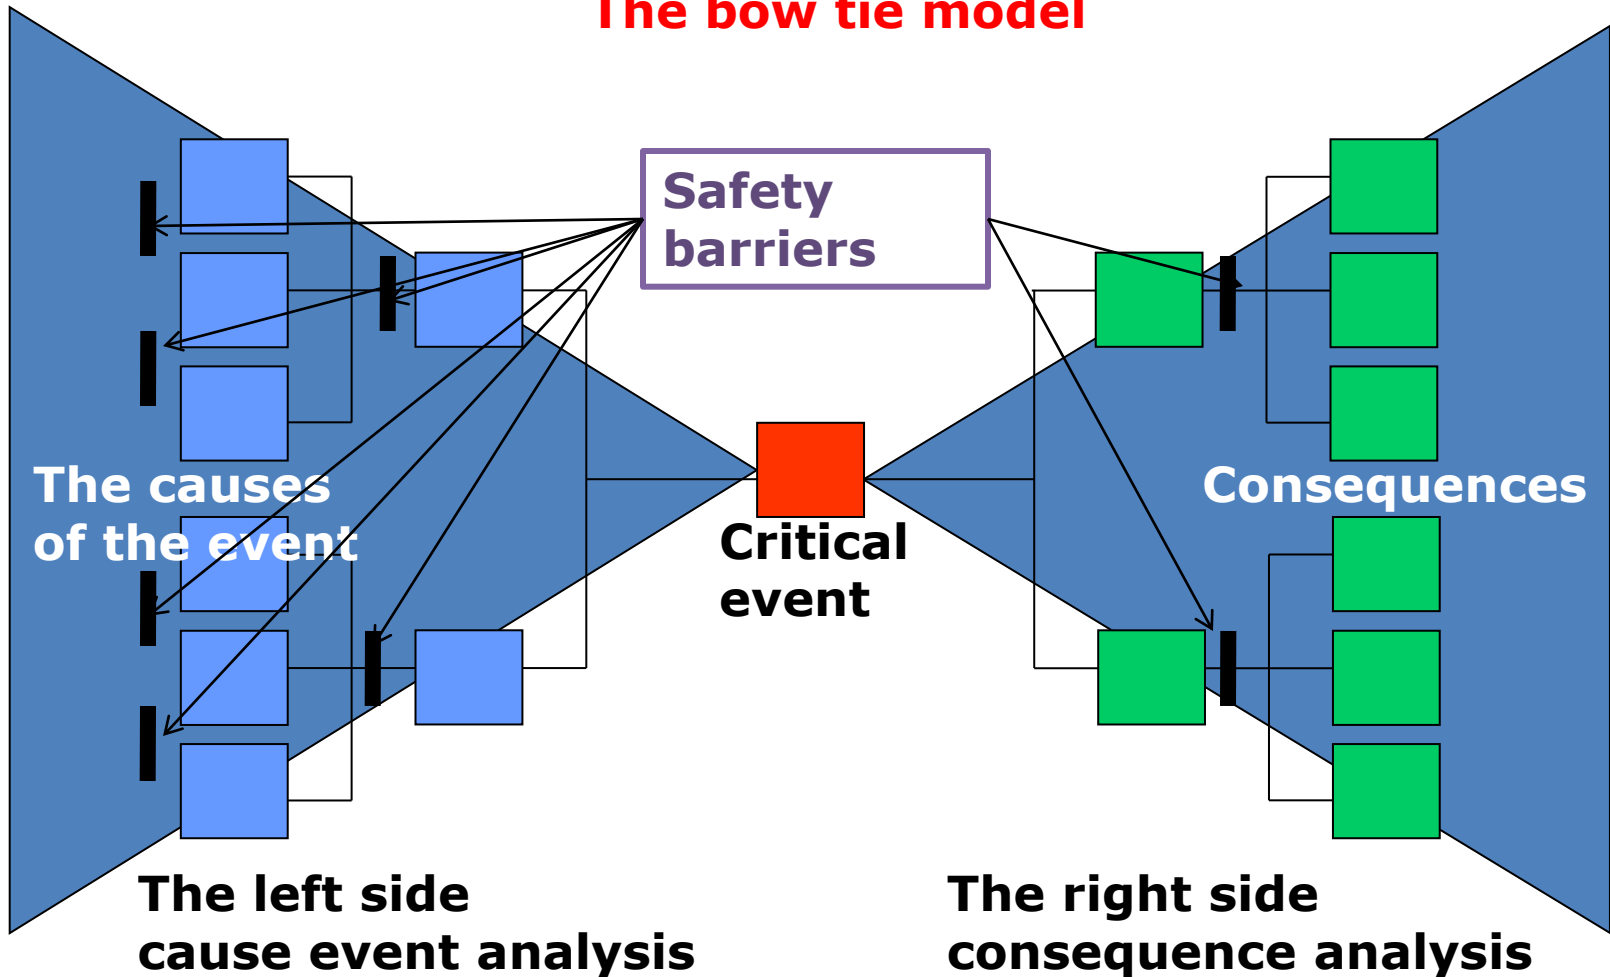 The bow tie model
Safety
barriers
The causes
of the event
Consequences
Critical
event
The left side
cause event analysis
The right side
consequence analysis